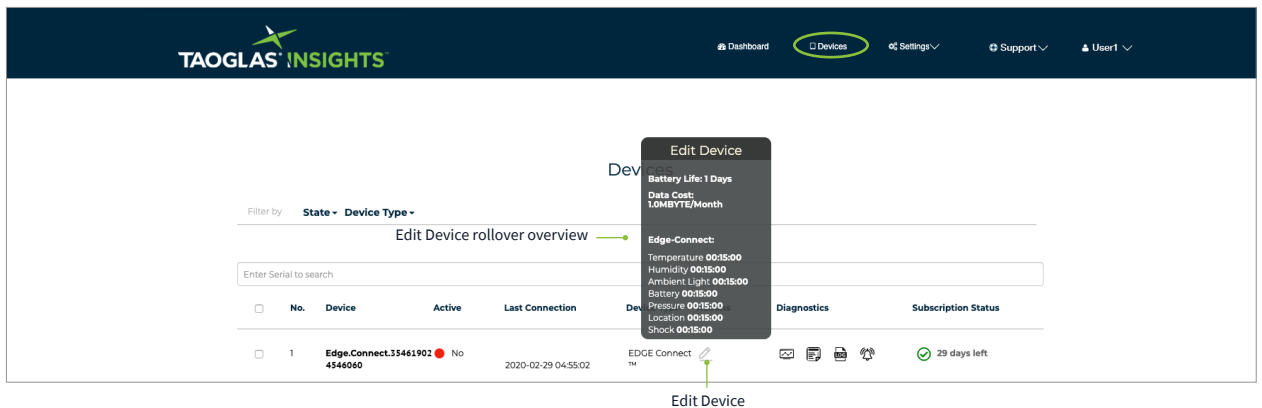 TAOGLAS INSIGHTS™
Dashboard
Devices
Settings
Support
User1
Devices
Edit Device
Battery Life: 1 Days
Data Cost:
1.0MBYTE/Month
Edge-Connect:
Temperature 00:15:00
Humidity 00:15:00
Ambient Light 00:15:00
Battery 00:15:00
Pressure 00:15:00
Location 00:15:00
Shock 00:15:00
Filter by State Device Type
Edit Device rollover overview
Enter Serial to search
No. Device Active Last Connection Diagnostics Subscription Status
1 Edge.Connect.35461902 No EDGE Connect LOG 29 days left
4546060 2020-02-29 04:55:02 ™
Edit Device